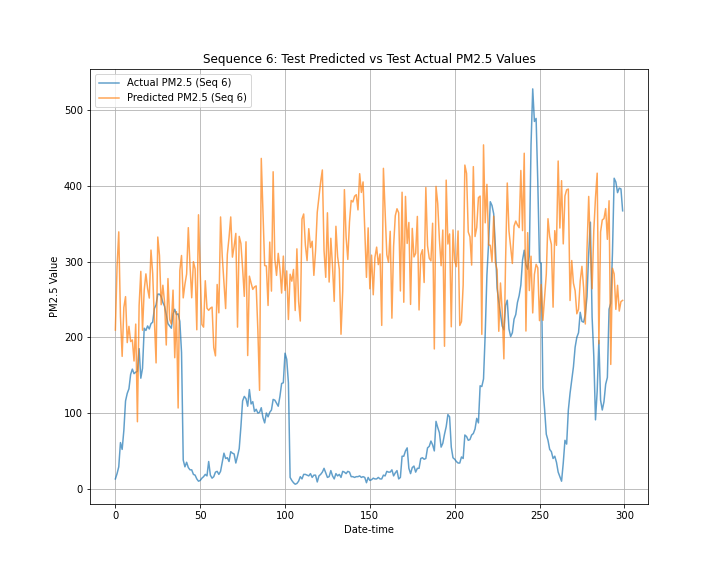 Sequence 6: Test Predicted vs Test Actual PM2.5 Values
Actual PM2.5 (Seq 6)
Predicted PM2.5 (Seq 6)
PM2.5 Value
500
400
300
200
100
0
0 50 100 150 200 250 300
Date-time